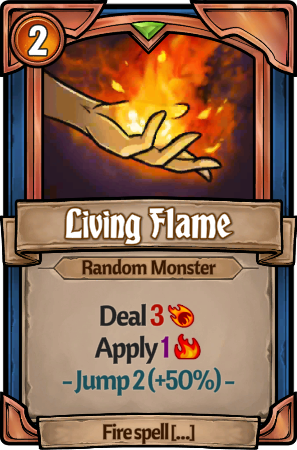 2
Living Flame
Random Monster
Deal 3
Apply 1
- Jump 2 (+50%) -
Fire spell [...]